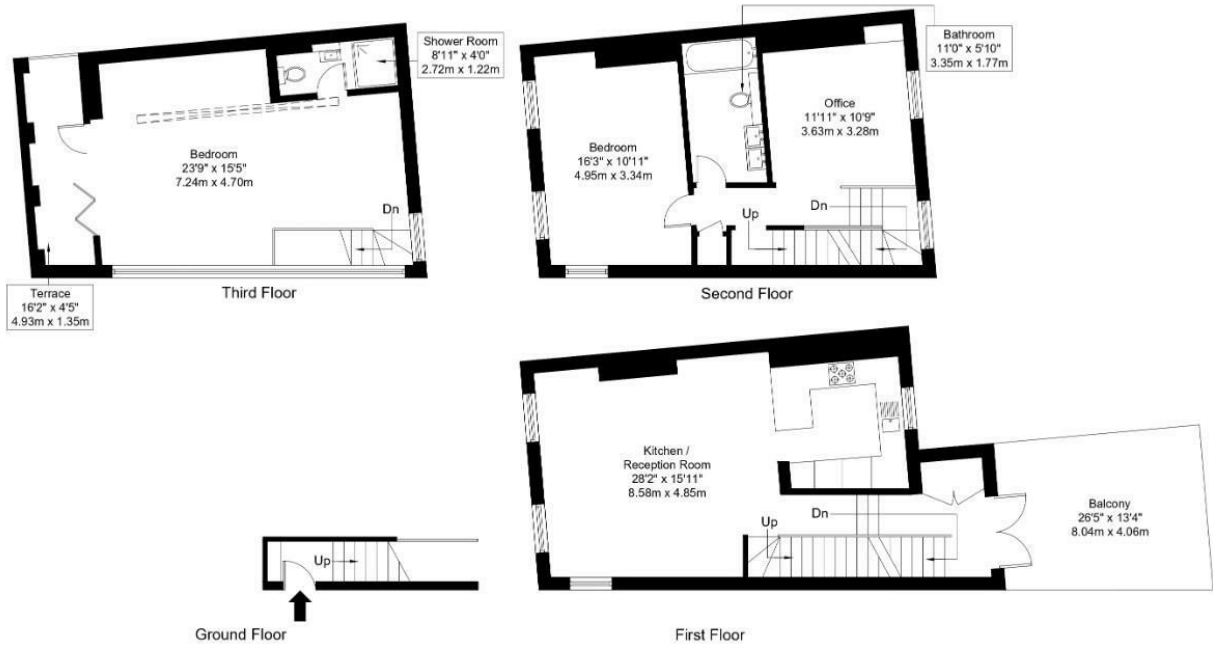 Shower Room
8'11" x 4'0"
2.72m x 1.22m
Bedroom
23'9" x 15'5"
7.24m x 4.70m
Dn
Terrace
16'2" x 4'5"
4.93m x 1.35m
Third Floor
Bathroom
11'0" x 5'10"
3.35m x 1.77m
Office
11'11" x 10'9"
3.63m x 3.28m
Bedroom
16'3" x 10'11"
4.95m x 3.34m
Up
Dn
Second Floor
Up
Ground Floor
Kitchen /
Reception Room
28'2" x 15'11"
8.58m x 4.85m
Up
Dn
Balcony
26'5" x 13'4"
8.04m x 4.06m
First Floor